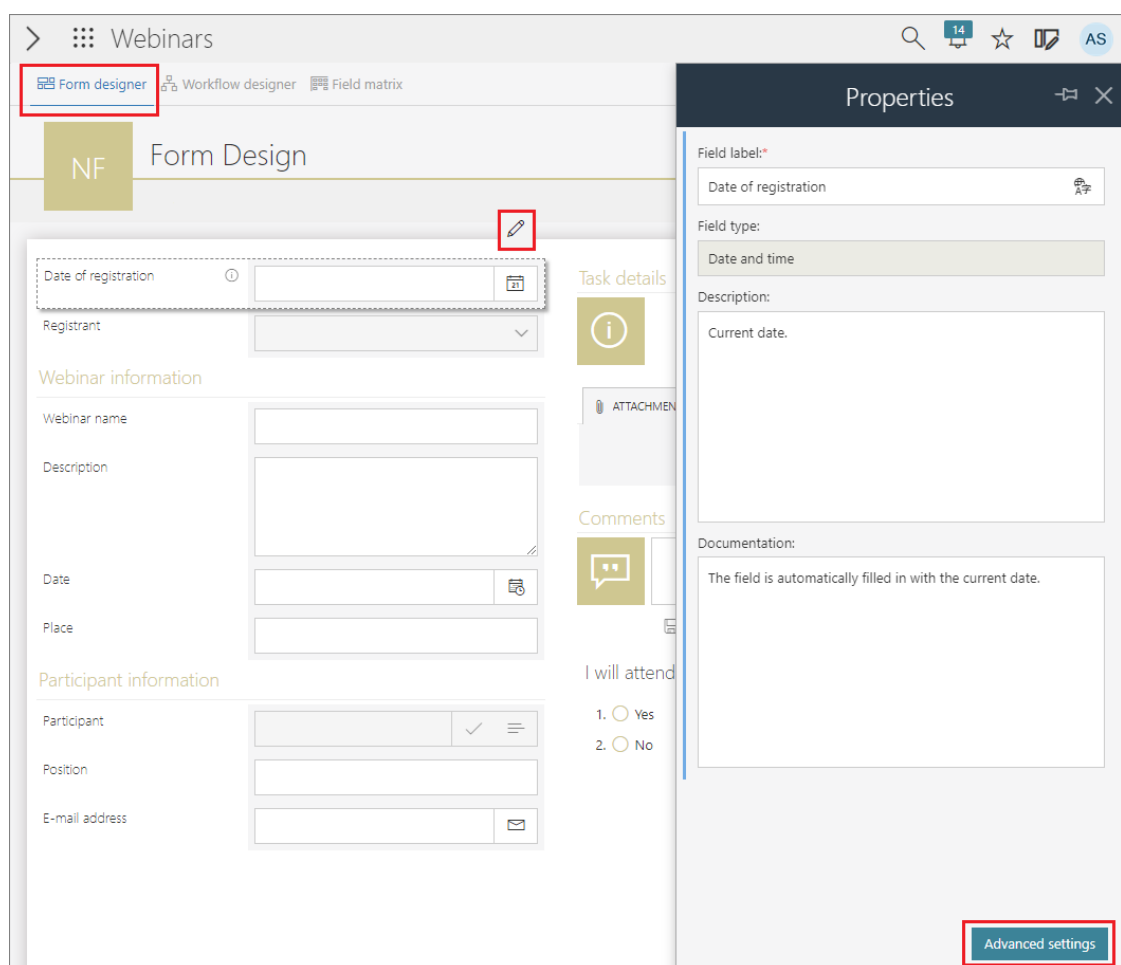 Webinars
14
AS
Form designer
Workflow designer
Field matrix
NF
Form Design
Date of registration
21
Registrant
Webinar information
Webinar name
Description
Date
Place
Participant information
Participant
Position
E-mail address
Task details
ATTACHMEN
Comments
I will attend
1. Yes
2. No
Properties
Field label:*
Date of registration
Field type:
Date and time
Description:
Current date.
Documentation:
The field is automatically filled in with the current date.
Advanced settings